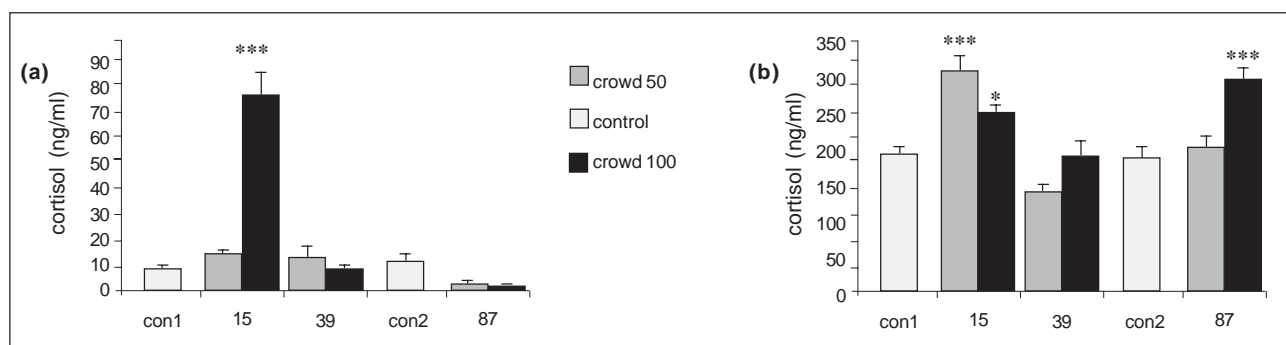 (a)
cortisol (ng/ml)
90
80
70
60
50
40
30
20
10
0
***
con1 15 39 con2 87
crowd 50
control
crowd 100
(b)
cortisol (ng/ml)
350
300
250
200
150
100
50
0
***
*
***
con1 15 39 con2 87